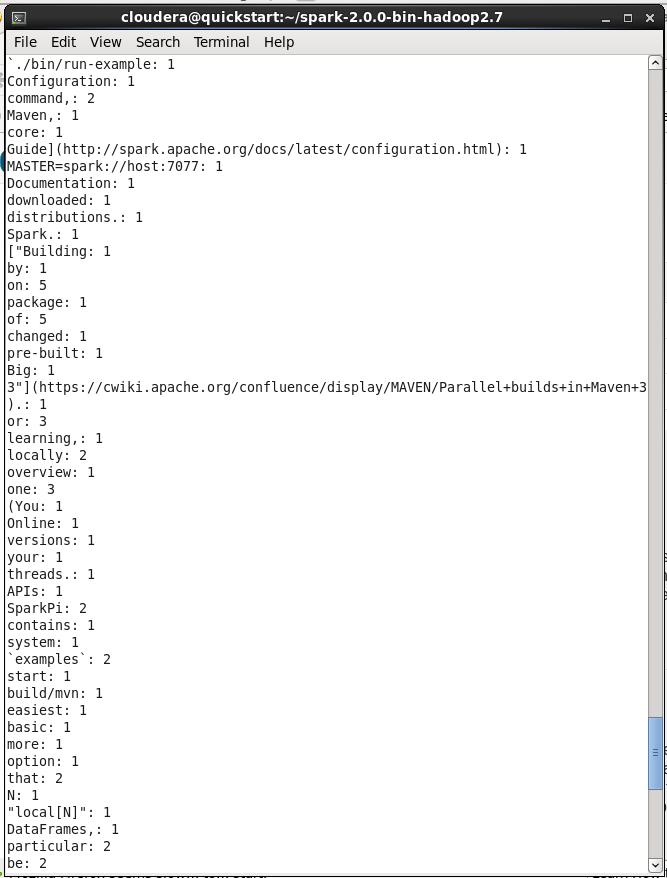 cloudera@quickstart:~/spark-2.0.0-bin-hadoop2.7
File Edit View Search Terminal Help
`./bin/run-example: 1
Configuration: 1
command,: 2
Maven,: 1
core: 1
Guide](http://spark.apache.org/docs/latest/configuration.html): 1
MASTER=spark://host:7077: 1
Documentation: 1
downloaded: 1
distributions.: 1
Spark.: 1
["Building: 1
by: 1
on: 5
package: 1
of: 5
changed: 1
pre-built: 1
Big: 1
3"](https://cwiki.apache.org/confluence/display/MAVEN/Parallel+builds+in+Maven+3
).: 1
or: 3
learning,: 1
locally: 2
overview: 1
one: 3
(You: 1
Online: 1
versions: 1
your: 1
threads.: 1
APIs: 1
SparkPi: 2
contains: 1
system: 1
`examples`: 2
start: 1
build/mvn: 1
easiest: 1
basic: 1
more: 1
option: 1
that: 2
N: 1
"local[N]": 1
DataFrames,: 1
particular: 2
be: 2